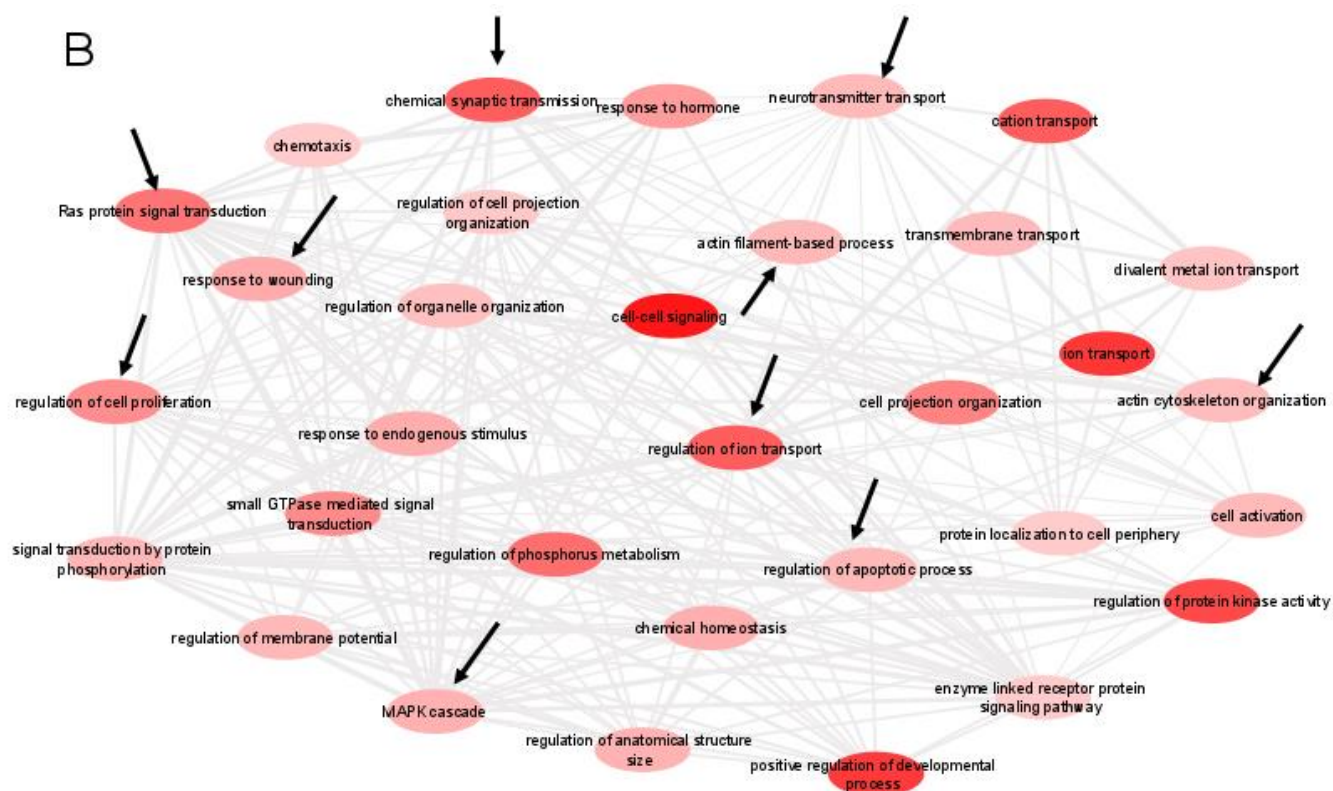 B
chemical synaptic transmission
response to hormone
neurotransmitter transport
cation transport
chemotaxis
Ras protein signal transduction
regulation of cell projection
organization
actin filament-based process
transmembrane transport
divalent metal ion transport
response to wounding
regulation of organelle organization
cell-cell signaling
ion transport
regulation of cell proliferation
cell projection organization
actin cytoskeleton organization
response to endogenous stimulus
regulation of ion transport
small GTPase mediated signal
transduction
cell activation
protein localization to cell periphery
signal transduction by protein
phosphorylation
regulation of phosphorus metabolism
regulation of apoptotic process
regulation of protein kinase activity
regulation of membrane potential
chemical homeostasis
enzyme linked receptor protein
signaling pathway
MAPK cascade
regulation of anatomical structure
size
positive regulation of developmental
process